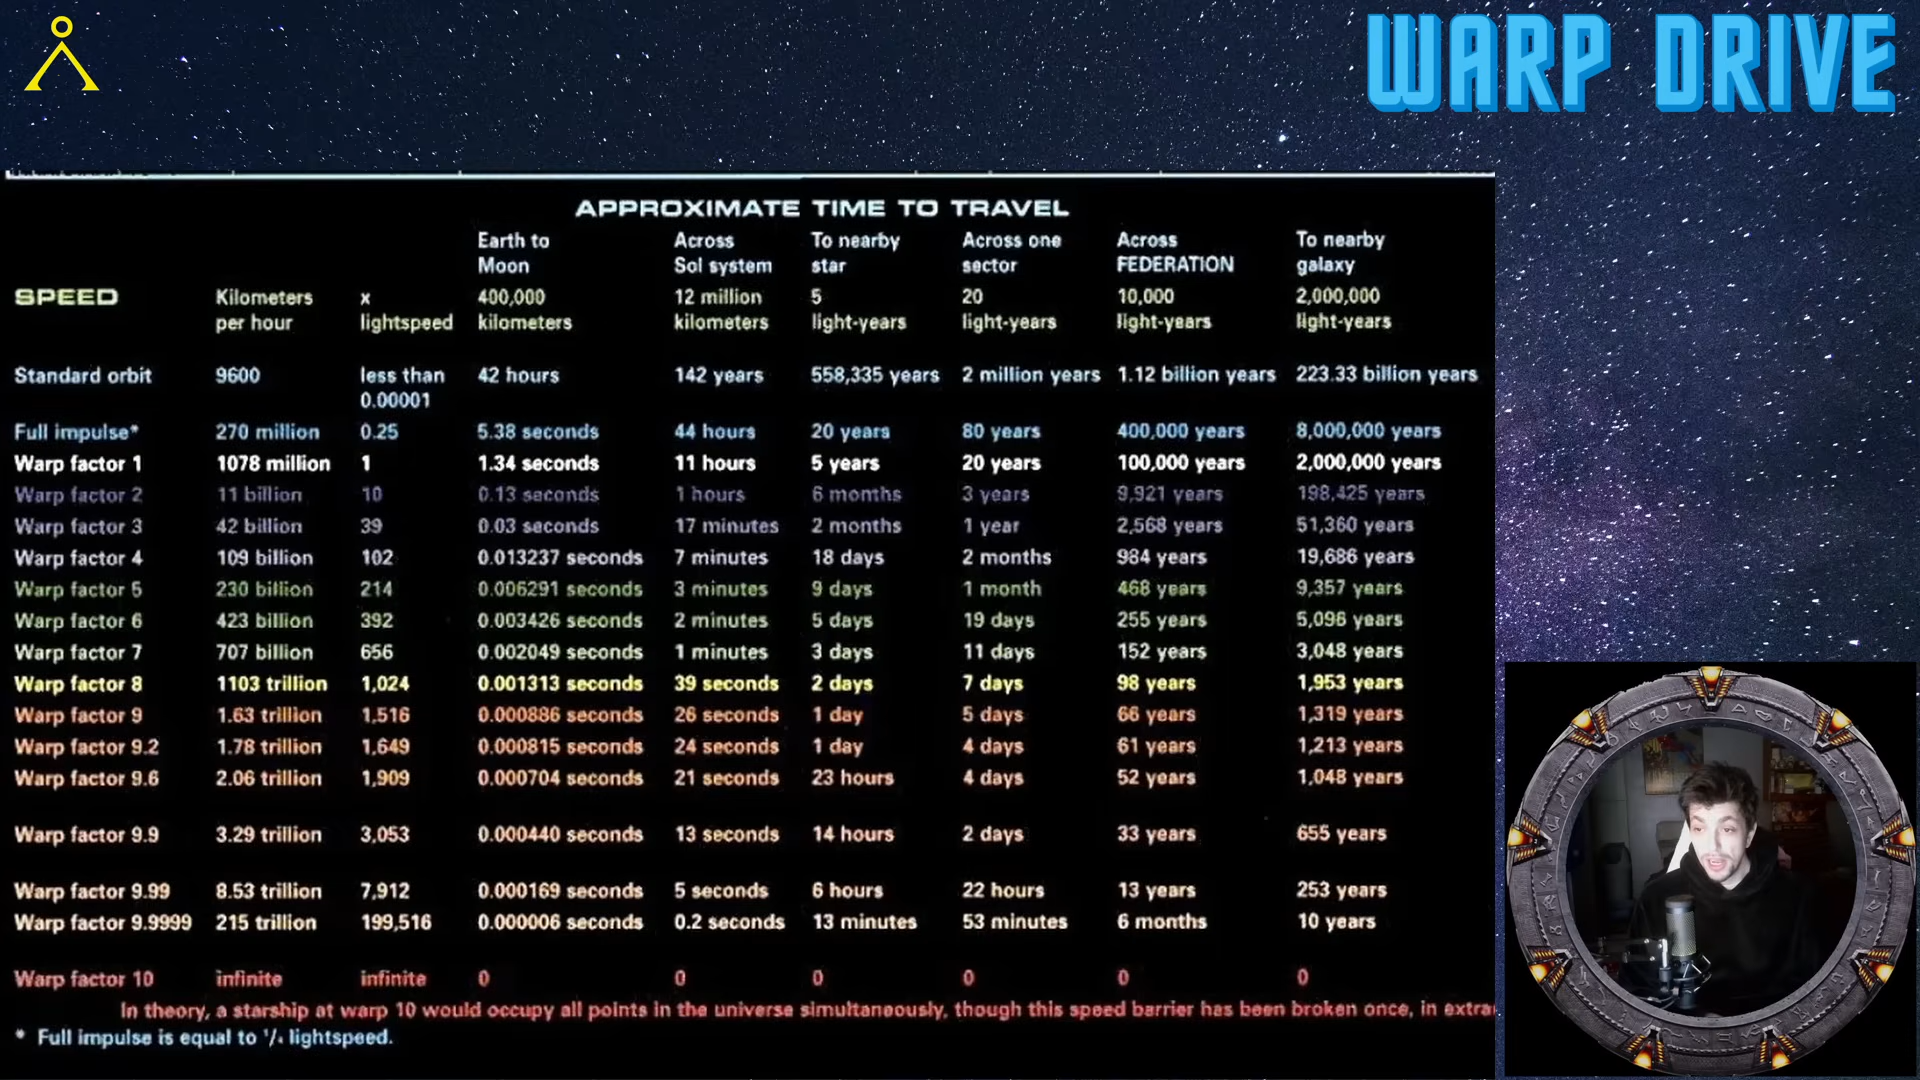 WARP DRIVE
APPROXIMATE TIME TO TRAVEL
Earth to Moon Across Sol system To nearby star Across one sector Across FEDERATION To nearby galaxy
SPEED Kilometers per hour x lightspeed 400,000 kilometers 12 million kilometers 5 light-years 20 light-years 10,000 light-years 2,000,000 light-years
Standard orbit 9600 less than 0.00001 42 hours 142 years 558,335 years 2 million years 1.12 billion years 223.33 billion years
Full impulse* 270 million 0.25 5.38 seconds 44 hours 20 years 80 years 400,000 years 8,000,000 years
Warp factor 1 1078 million 1 1.34 seconds 11 hours 5 years 20 years 100,000 years 2,000,000 years
Warp factor 2 11 billion 10 0.13 seconds 1 hours 6 months 3 years 9,921 years 198,425 years
Warp factor 3 42 billion 39 0.03 seconds 17 minutes 2 months 1 year 2,568 years 51,360 years
Warp factor 4 109 billion 102 0.013237 seconds 7 minutes 18 days 2 months 984 years 19,686 years
Warp factor 5 230 billion 214 0.006291 seconds 3 minutes 9 days 1 month 468 years 9,357 years
Warp factor 6 423 billion 392 0.003426 seconds 2 minutes 5 days 19 days 255 years 5,096 years
Warp factor 7 707 billion 656 0.002049 seconds 1 minutes 3 days 11 days 152 years 3,048 years
Warp factor 8 1103 trillion 1,024 0.001313 seconds 39 seconds 2 days 7 days 98 years 1,953 years
Warp factor 9 1.63 trillion 1,516 0.000886 seconds 26 seconds 1 day 5 days 66 years 1,319 years
Warp factor 9.2 1.78 trillion 1,649 0.000815 seconds 24 seconds 1 day 4 days 61 years 1,213 years
Warp factor 9.6 2.06 trillion 1,909 0.000704 seconds 21 seconds 23 hours 4 days 52 years 1,048 years
Warp factor 9.9 3.29 trillion 3,053 0.000440 seconds 13 seconds 14 hours 2 days 33 years 655 years
Warp factor 9.99 8.53 trillion 7,912 0.000169 seconds 5 seconds 6 hours 22 hours 13 years 253 years
Warp factor 9.9999 215 trillion 199,516 0.000006 seconds 0.2 seconds 13 minutes 53 minutes 6 months 10 years
Warp factor 10 infinite infinite 0 0 0 0 0 0
In theory, a starship at warp 10 would occupy all points in the universe simultaneously, though this speed barrier has been broken once, in extra
* Full impulse is equal to 1/4 lightspeed.